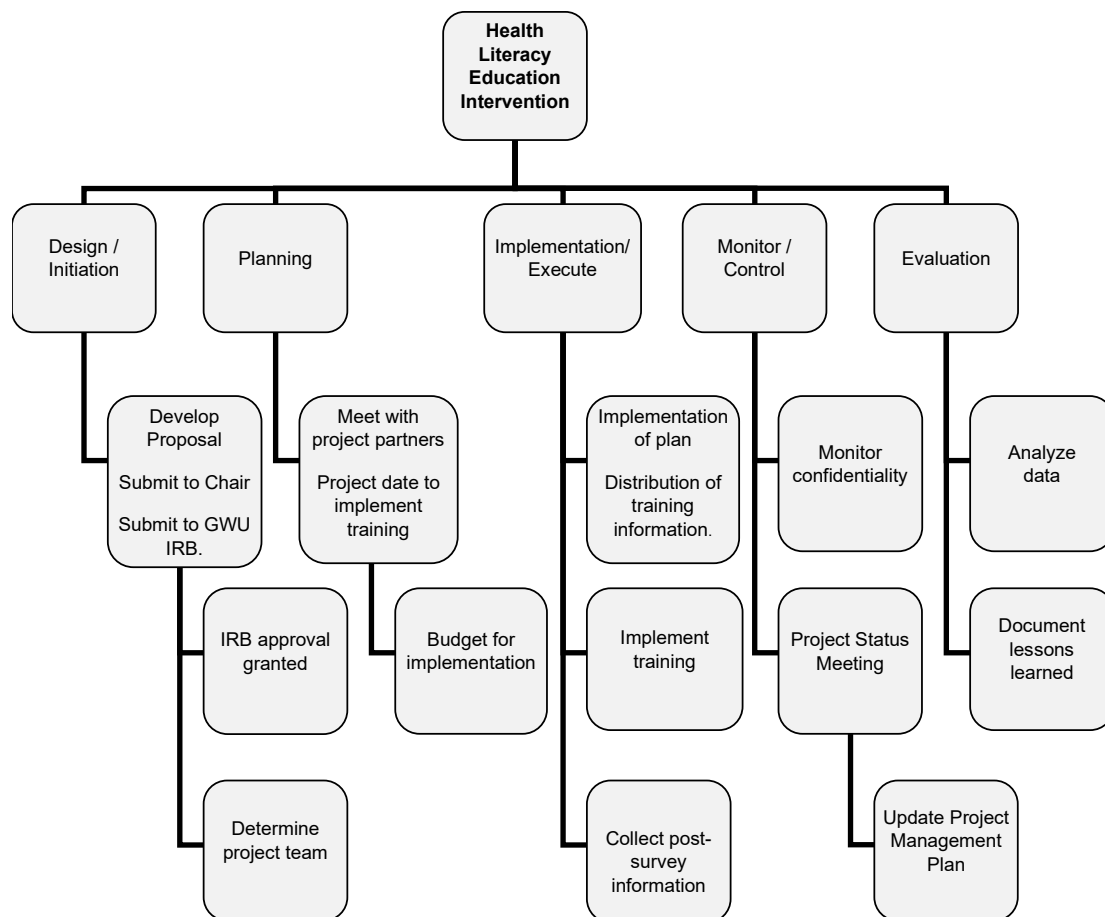 Health
Literacy
Education
Intervention
Design /
Initiation
Planning
Implementation/
Execute
Monitor /
Control
Evaluation
Develop
Proposal
Submit to Chair
Submit to GWU
IRB.
Meet with
project partners
Project date to
implement
training
Implementation
of plan
Distribution of
training
information.
Monitor
confidentiality
Analyze
data
IRB approval
granted
Budget for
implementation
Implement
training
Project Status
Meeting
Document
lessons
learned
Determine
project team
Collect post-
survey
information
Update Project
Management
Plan